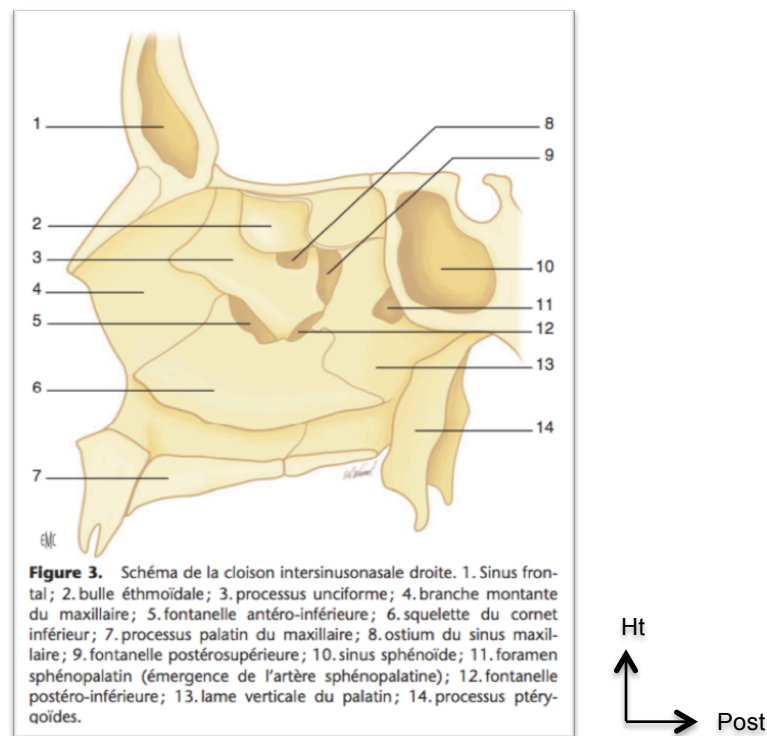 1
8
9
2
3
4
10
5
11
12
6
13
14
7
EMC
Figure 3. Schéma de la cloison intersinusonasale droite. 1. Sinus fron-
tal ; 2. bulle éthmoïdale ; 3. processus unciforme ; 4. branche montante
du maxillaire ; 5. fontanelle antéro-inférieure ; 6. squelette du cornet
inférieur ; 7. processus palatin du maxillaire ; 8. ostium du sinus maxil-
laire ; 9. fontanelle postérosupérieure ; 10. sinus sphénoïde ; 11. foramen
sphénopalatin (émergence de l'artère sphénopalatine) ; 12. fontanelle
postéro-inférieure ; 13. lame verticale du palatin ; 14. processus ptéry-
goïdes.
Ht
Post